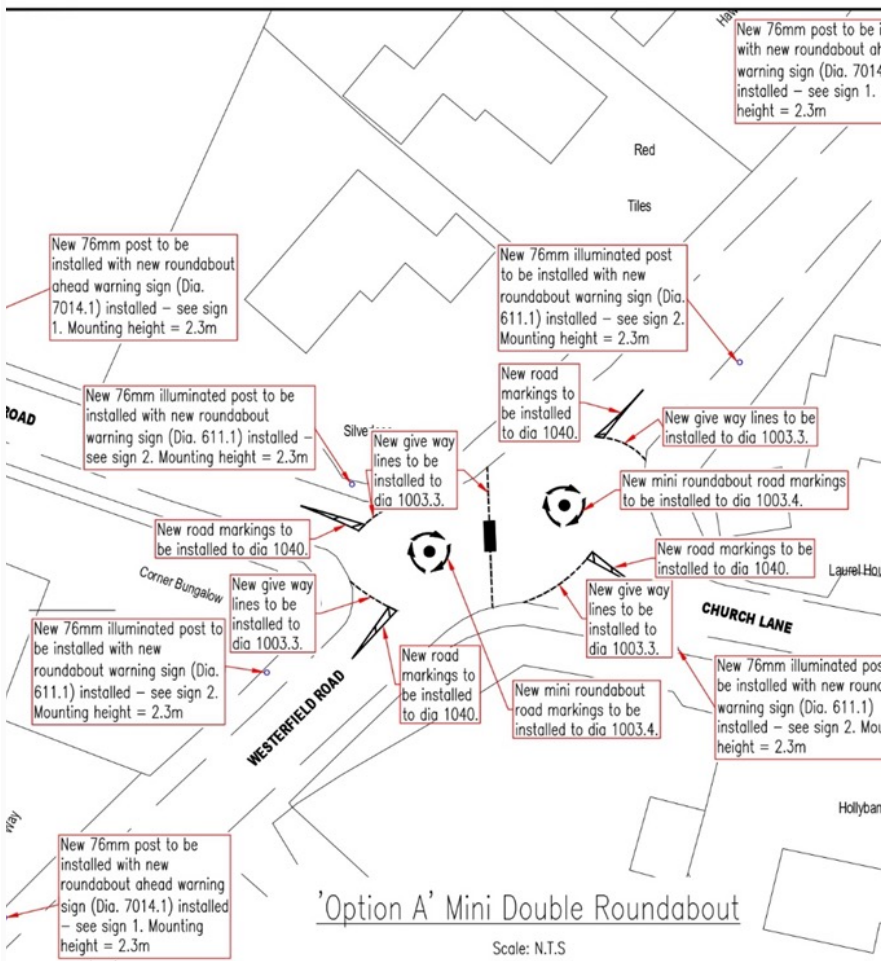 Haw
New 76mm post to be i
with new roundabout ah
warning sign (Dia. 7014
installed – see sign 1.
height = 2.3m
Red
Tiles
New 76mm post to be
installed with new roundabout
ahead warning sign (Dia.
7014.1) installed – see sign
1. Mounting height = 2.3m
New 76mm illuminated post
to be installed with new
roundabout warning sign (Dia.
611.1) installed – see sign 2.
Mounting height = 2.3m
New road
markings to
be installed
to dia 1040.
New 76mm illuminated post to be
installed with new roundabout
warning sign (Dia. 611.1) installed –
see sign 2. Mounting height = 2.3m
ROAD
New give way lines to be
installed to dia 1003.3.
New give way
lines to be
installed to
dia 1003.3.
New mini roundabout road markings
to be installed to dia 1003.4.
New road markings to
be installed to dia 1040.
New road markings to be
installed to dia 1040.
Corner Bungalow
New give way
lines to be
installed to
dia 1003.3.
New give way
lines to be
installed to
dia 1003.3.
CHURCH LANE
New 76mm illuminated post to
be installed with new
roundabout warning sign (Dia.
611.1) installed – see sign 2.
Mounting height = 2.3m
WESTERFIELD ROAD
New road
markings to
be installed
to dia 1040.
New mini roundabout
road markings to be
installed to dia 1003.4.
New 76mm illuminated pos
be installed with new round
warning sign (Dia. 611.1)
installed – see sign 2. Mou
height = 2.3m
Way
Hollyban
New 76mm post to be
installed with new
roundabout ahead warning
sign (Dia. 7014.1) installed
– see sign 1. Mounting
height = 2.3m
'Option A' Mini Double Roundabout
Scale: N.T.S